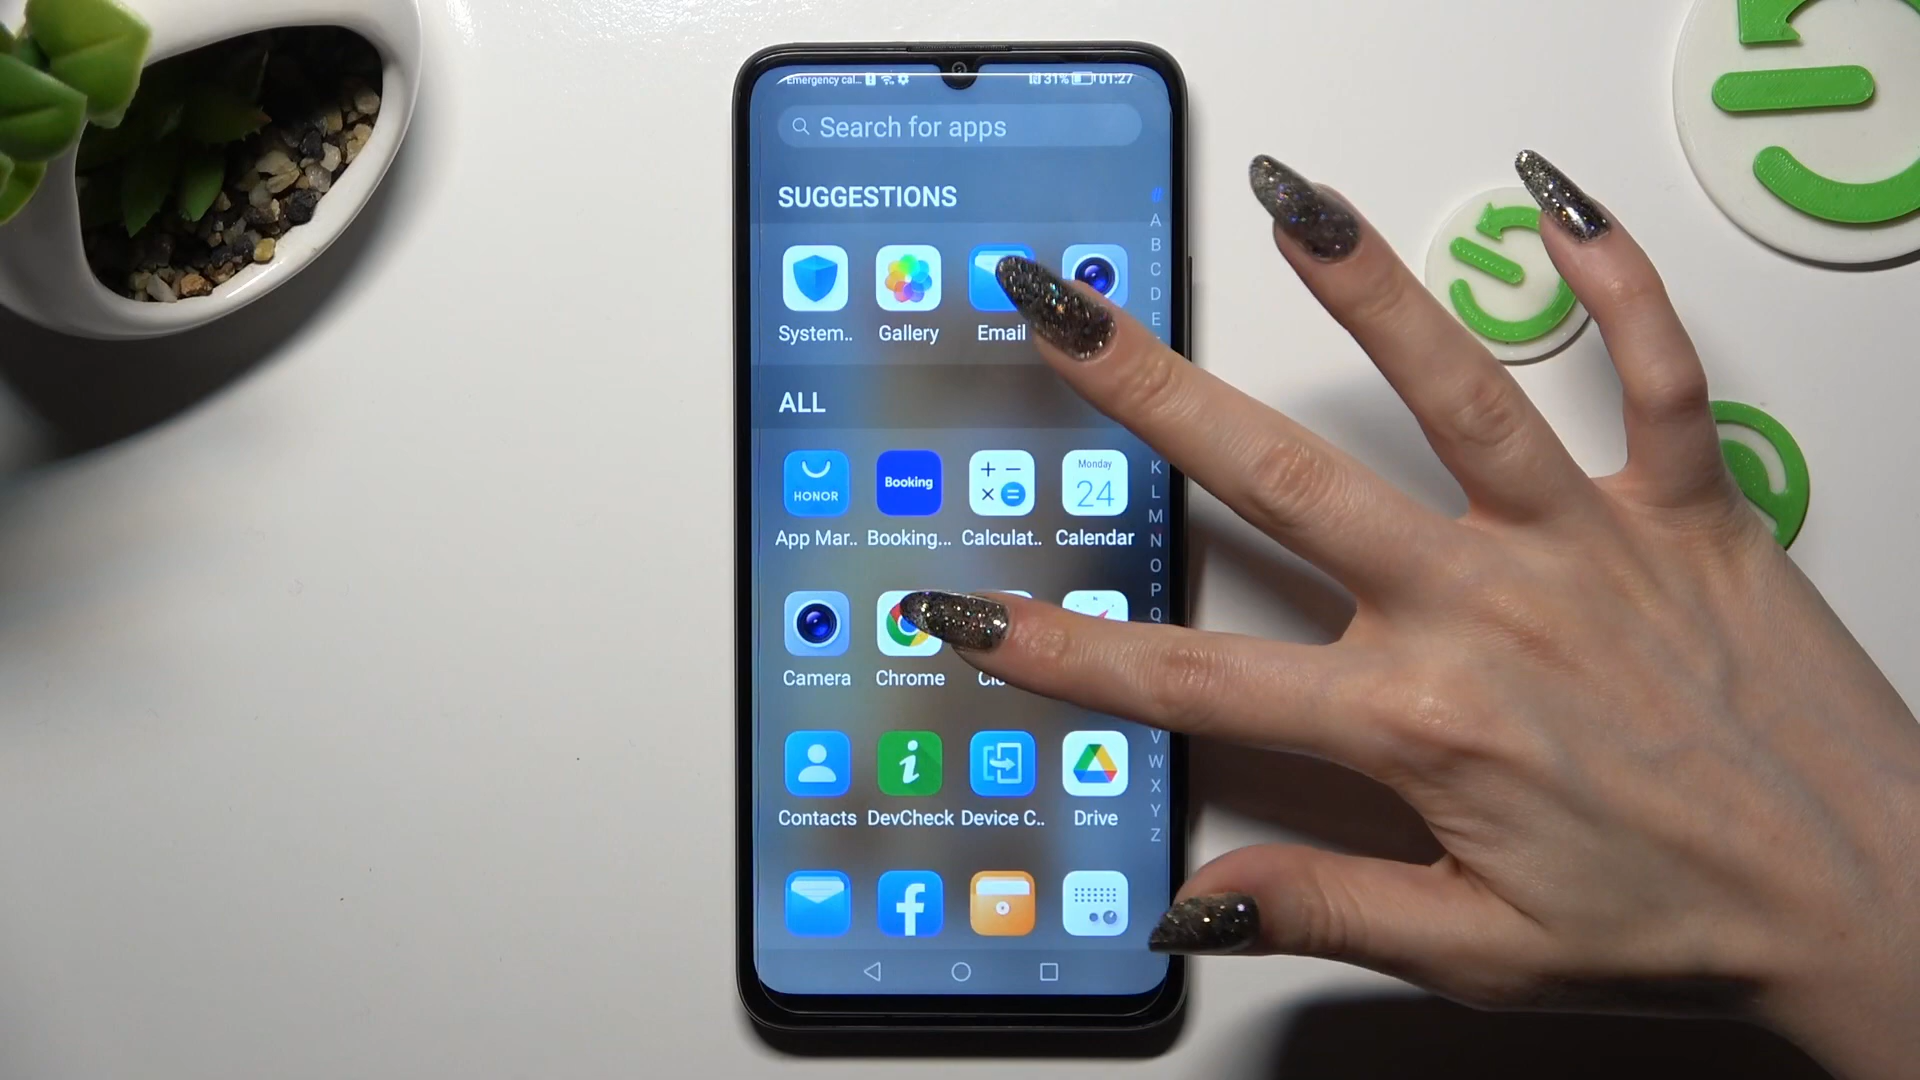 Emergency cal... 31% 01:27
Search for apps
SUGGESTIONS
#
A
B
C
D
E
System.. Gallery Email
ALL
HONOR Booking Monday 24
App Mar.. Booking... Calculat.. Calendar
K
L
M
N
O
P
Q
Camera Chrome
Contacts DevCheck Device C.. Drive
V
W
X
Y
Z